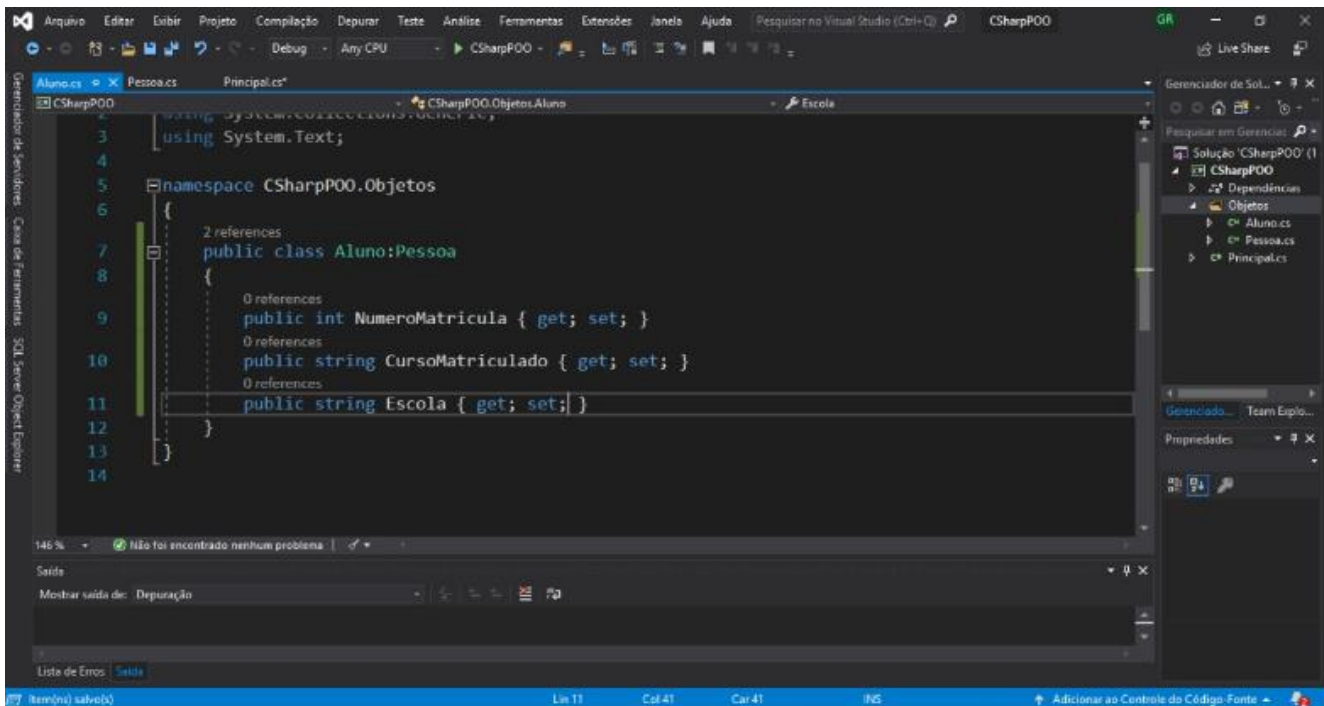 Arquivo Editar Exibir Projeto Compilação Depurar Teste Análise Ferramentas Extensões Janela Ajuda Pesquisar no Visual Studio (Ctrl+Q) CSharpPOO GR
Debug Any CPU CSharpPOO Live Share
Aluno.cs Pessoa.cs Principal.cs*
CSharpPOO CSharpPOO.Objetos.Aluno Escola
2 using System.Collections.Generic;
3 using System.Text;
4
5 namespace CSharpPOO.Objetos
6 {
2 references
7 public class Aluno:Pessoa
8 {
0 references
9 public int NumeroMatricula { get; set; }
0 references
10 public string CursoMatriculado { get; set; }
0 references
11 public string Escola { get; set; }
12 }
13 }
14
146 % Não foi encontrado nenhum problema
Saída
Mostrar saída de: Depuração
Lista de Erros Saída
Item(ns) salvo(s) Lin 11 Col 41 Car 41 INS Adicionar ao Controle do Código-Fonte 2
Gerenciador de Servidores
Caixa de Ferramentas
SQL Server Object Explorer
Gerenciador de Sol...
Pesquisar em Gerenciac
Solução 'CSharpPOO' (1
CSharpPOO
Dependências
Objetos
Aluno.cs
Pessoa.cs
Principal.cs
Gerenciado... Team Explo...
Propriedades